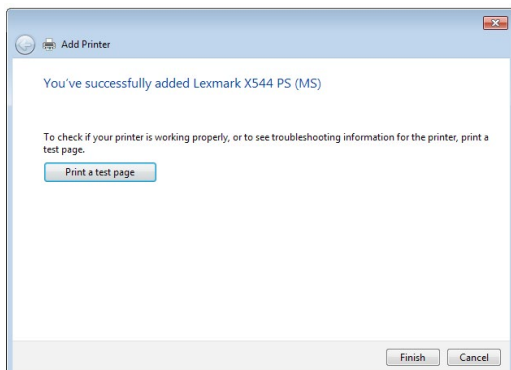 Add Printer
You've successfully added Lexmark X544 PS (MS)
To check if your printer is working properly, or to see troubleshooting information for the printer, print a
test page.
Print a test page
Finish Cancel